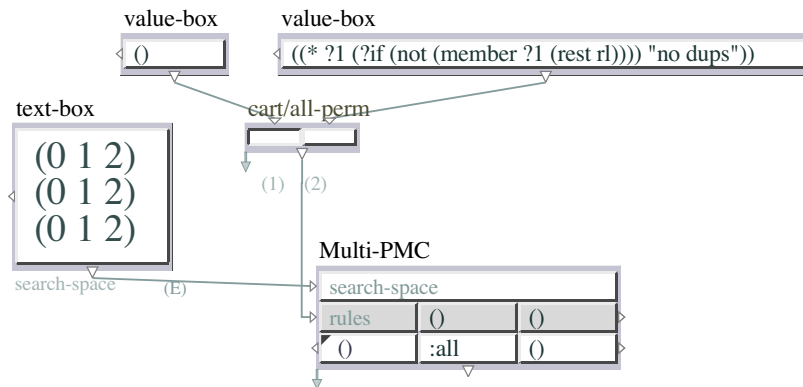 value-box
value-box
()
((* ?1 (?if (not (member ?1 (rest rl)))) "no dups"))
text-box
cart/all-perm
(0 1 2)
(0 1 2)
(0 1 2)
(1)
(2)
search-space
(E)
Multi-PMC
search-space
rules
()
()
()
:all
()